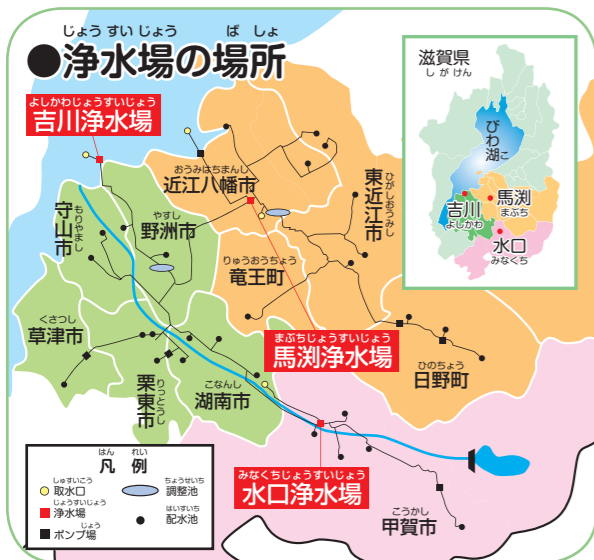 じょうすいじょう ばしょ
●浄水場の場所
よしかわじょうすいじょう
吉川浄水場
おうみはちまんし
近江八幡市
ひがしおうみし
東近江市
もりやまし
守山市
やすし
野洲市
りゅうおうちょう
竜王町
くさつし
草津市
まぶちじょうすいじょう
馬渕浄水場
ひのちょう
日野町
りっとうし
栗東市
こなんし
湖南市
みなくちじょうすいじょう
水口浄水場
こうかし
甲賀市
滋賀県
しがけん
びわ湖
こ
吉川
よしかわ
馬渕
まぶち
水口
みなくち
はん れい
凡 例
しゅすいこう
取水口
じょうすいじょう
浄水場
じょう
ポンプ場
ちょうせいち
調整池
はいすいち
配水池